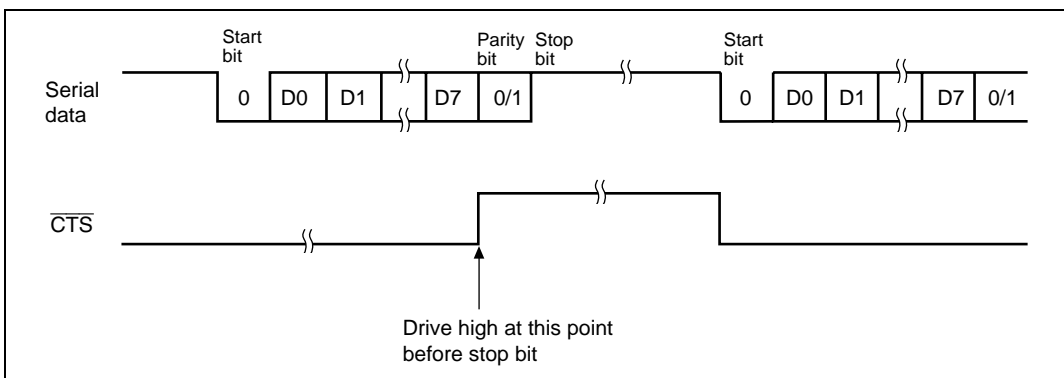 Start bit
Parity bit
Stop bit
Start bit
Serial data
0 D0 D1 D7 0/1
0 D0 D1 D7 0/1
CTS
Drive high at this point
before stop bit